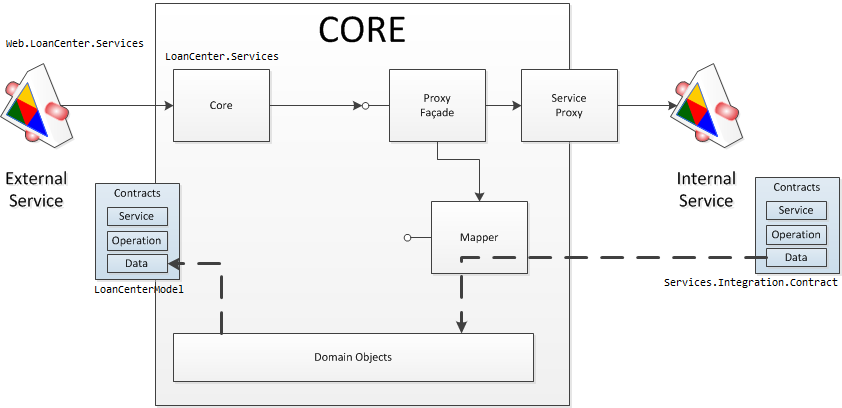 CORE
Web.LoanCenter.Services
LoanCenter.Services
Core
Proxy
Façade
Service
Proxy
External
Service
Internal
Service
Contracts
Service
Operation
Data
LoanCenterModel
Mapper
Contracts
Service
Operation
Data
Services.Integration.Contract
Domain Objects